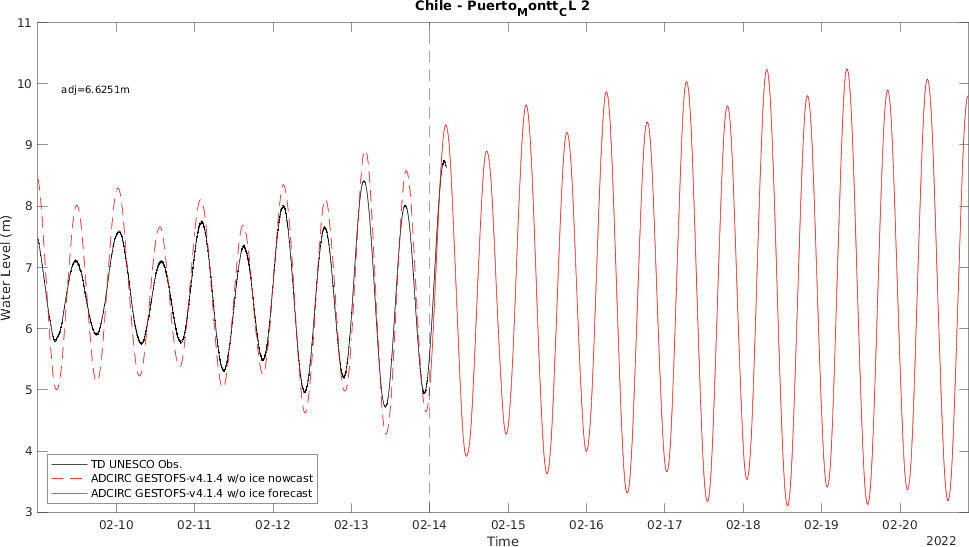 Chile - Puerto_Montt_CL 2
11
adj=6.6251m
10
9
8
7
6
5
4
3
Water Level (m)
TD UNESCO Obs.
ADCIRC GESTOFS-v4.1.4 w/o ice nowcast
ADCIRC GESTOFS-v4.1.4 w/o ice forecast
02-10 02-11 02-12 02-13 02-14 02-15 02-16 02-17 02-18 02-19 02-20
Time
2022